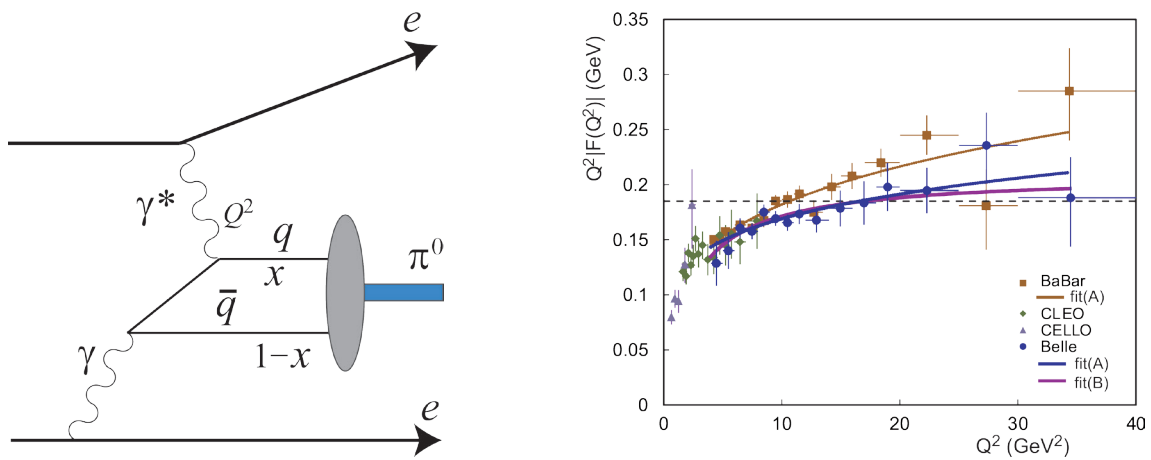 e
γ*
Q²
q
x
π⁰
q̄
γ
1−x
e
Q²|F(Q²)| (GeV)
0.35
0.3
0.25
0.2
0.15
0.1
0.05
0
BaBar
fit(A)
CLEO
CELLO
Belle
fit(A)
fit(B)
0 10 20 30 40
Q² (GeV²)